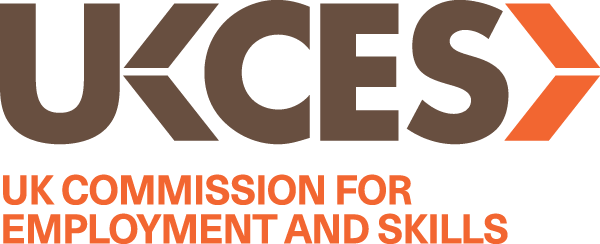 UKCES
UK COMMISSION FOR
EMPLOYMENT AND SKILLS